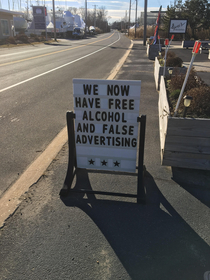 WE NOW
HAVE FREE
ALCOHOL
AND FALSE
ADVERTISING